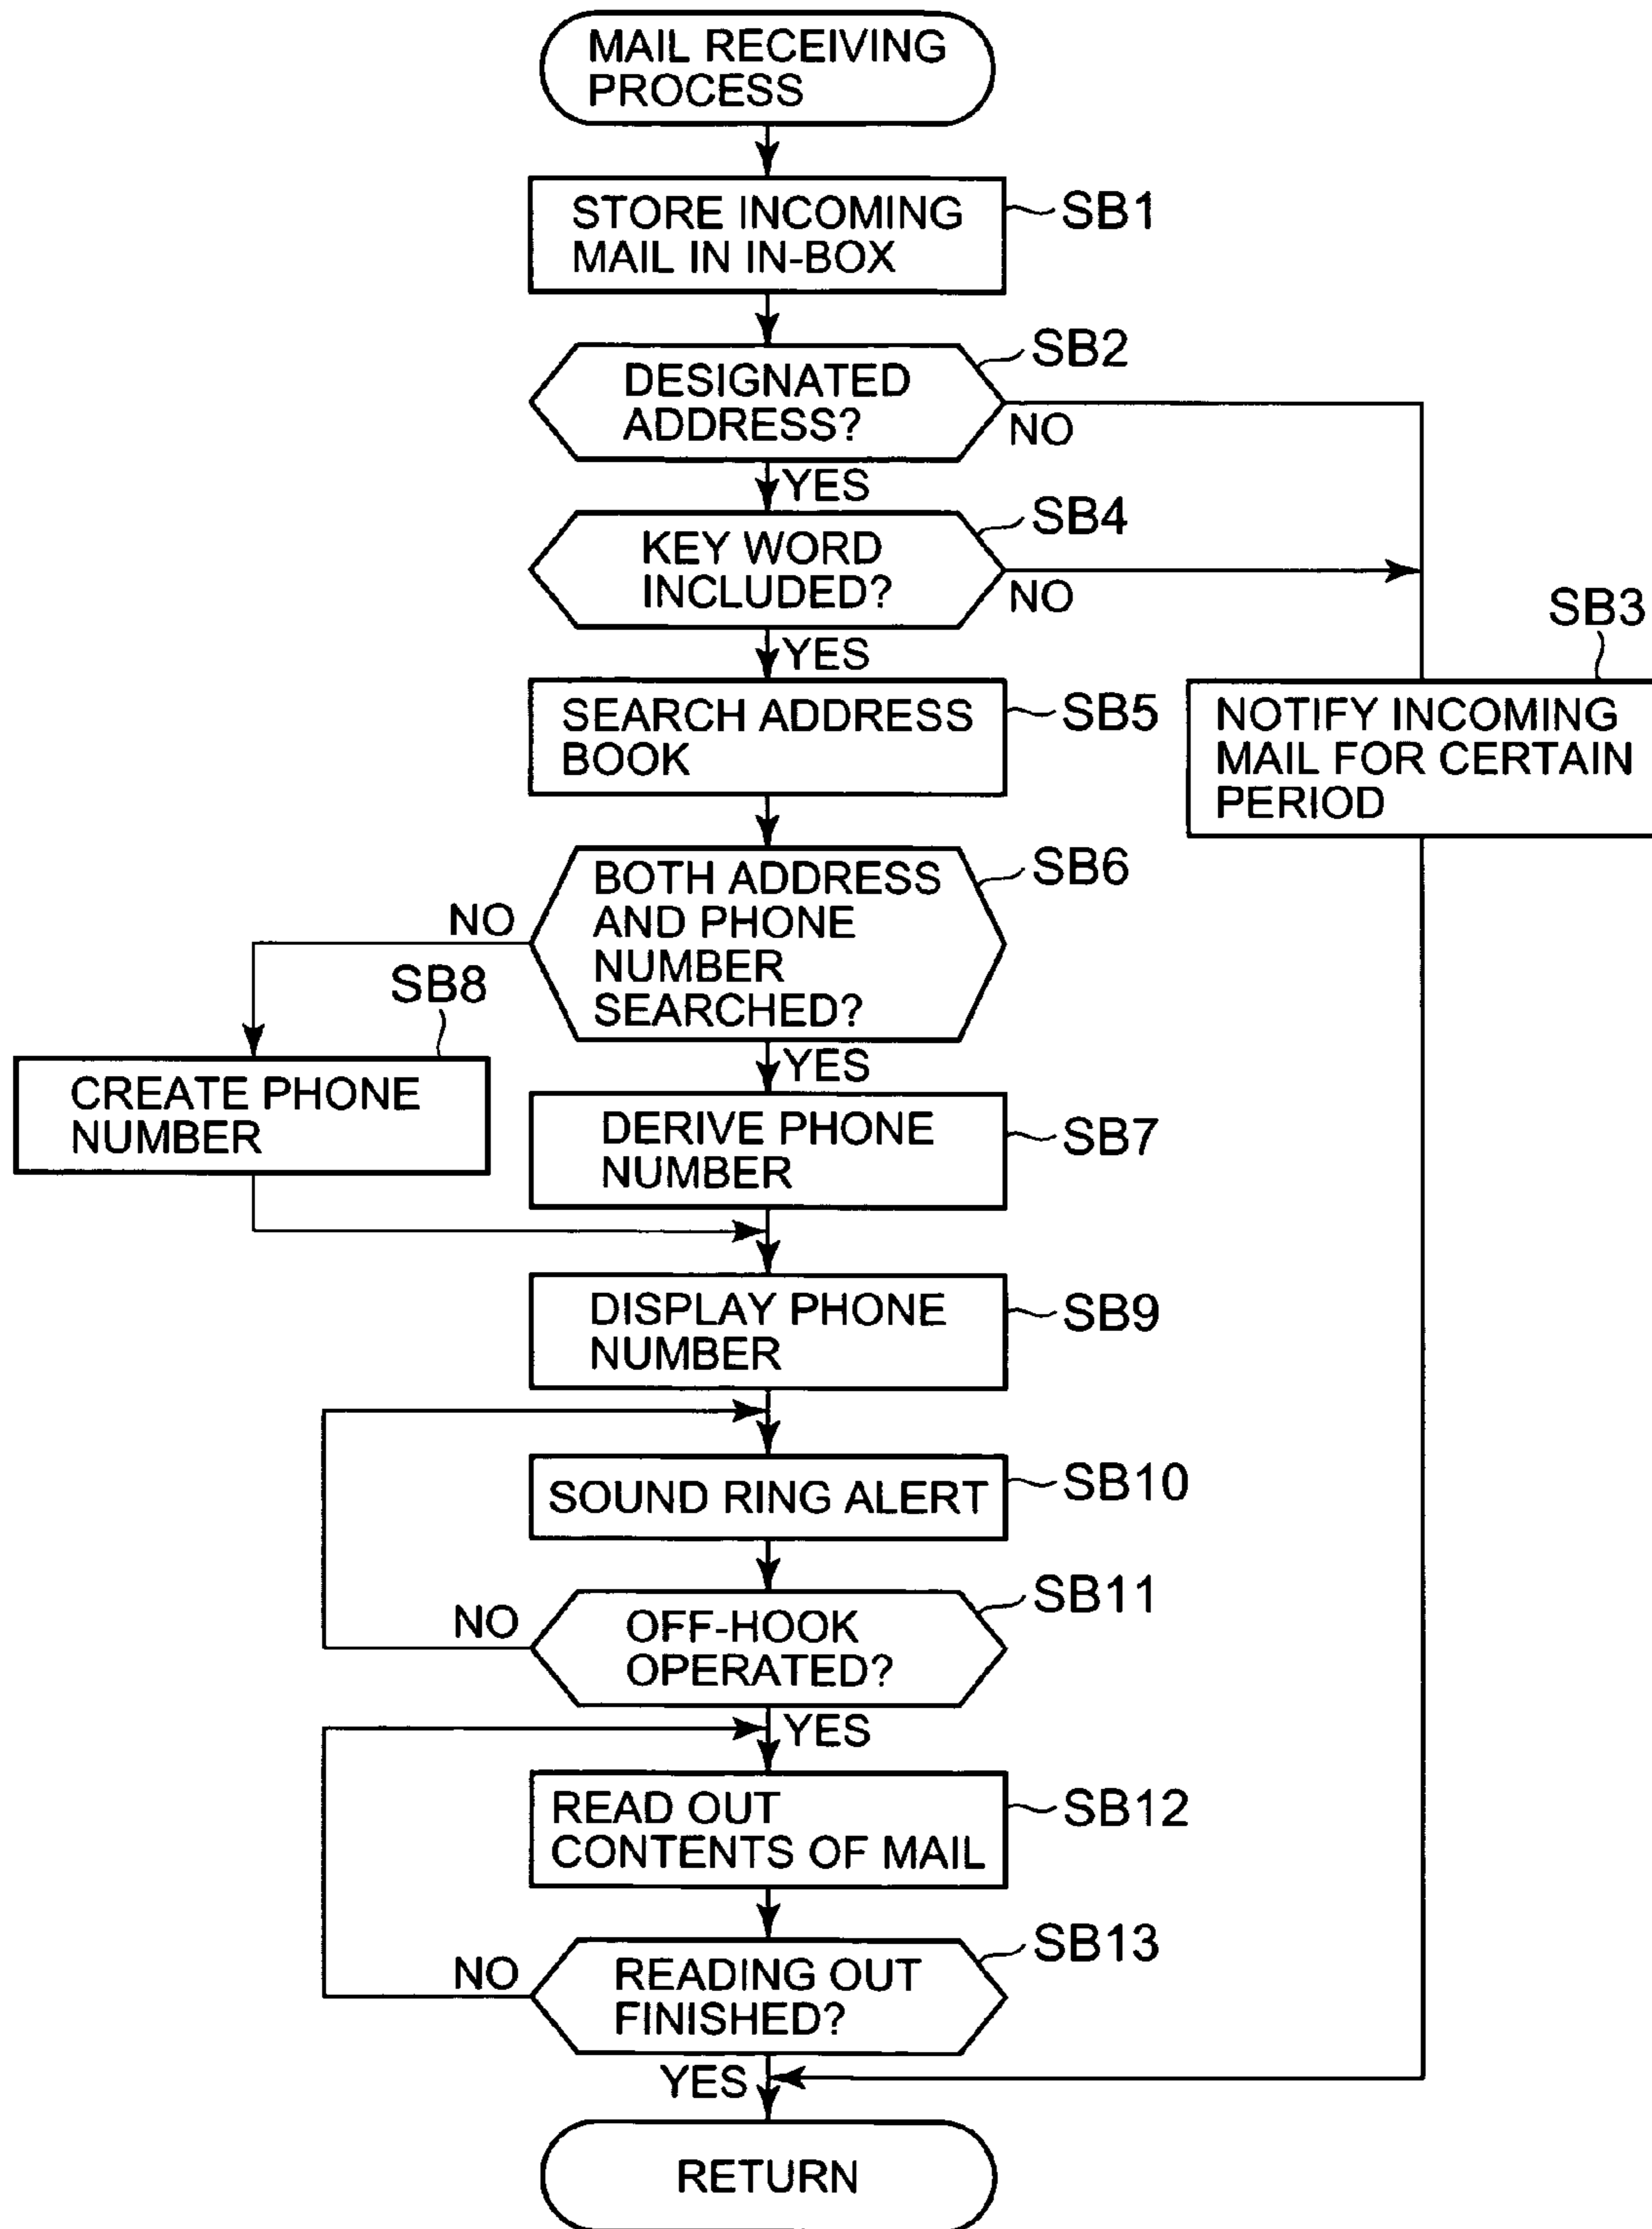 MAIL RECEIVING
PROCESS
STORE INCOMING
MAIL IN IN-BOX
SB1
DESIGNATED
ADDRESS?
SB2
NO
YES
KEY WORD
INCLUDED?
SB4
NO
YES
SB3
NOTIFY INCOMING
MAIL FOR CERTAIN
PERIOD
SEARCH ADDRESS
BOOK
SB5
BOTH ADDRESS
AND PHONE
NUMBER
SEARCHED?
SB6
NO
YES
SB8
CREATE PHONE
NUMBER
DERIVE PHONE
NUMBER
SB7
DISPLAY PHONE
NUMBER
SB9
SOUND RING ALERT
SB10
OFF-HOOK
OPERATED?
SB11
NO
YES
READ OUT
CONTENTS OF MAIL
SB12
READING OUT
FINISHED?
SB13
NO
YES
RETURN